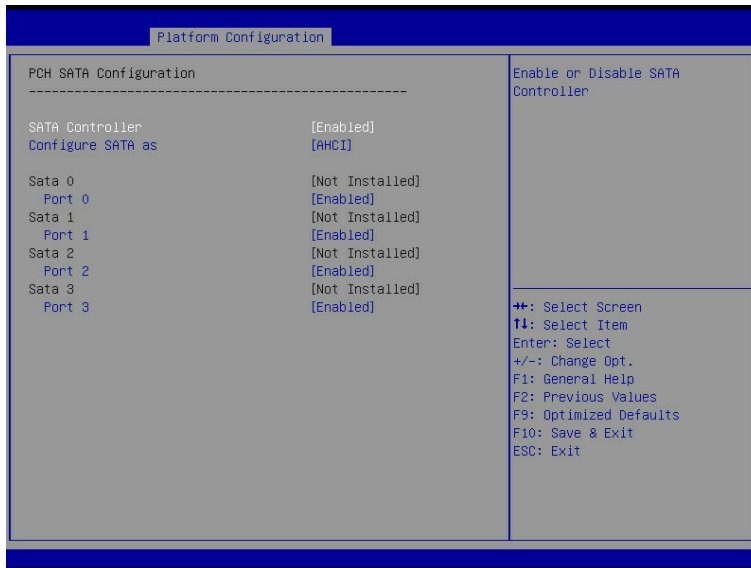 Platform Configuration
PCH SATA Configuration
------------------------------------------------
SATA Controller [Enabled]
Configure SATA as [AHCI]
Sata 0 [Not Installed]
Port 0 [Enabled]
Sata 1 [Not Installed]
Port 1 [Enabled]
Sata 2 [Not Installed]
Port 2 [Enabled]
Sata 3 [Not Installed]
Port 3 [Enabled]
Enable or Disable SATA
Controller
→←: Select Screen
↑↓: Select Item
Enter: Select
+/-: Change Opt.
F1: General Help
F2: Previous Values
F9: Optimized Defaults
F10: Save & Exit
ESC: Exit